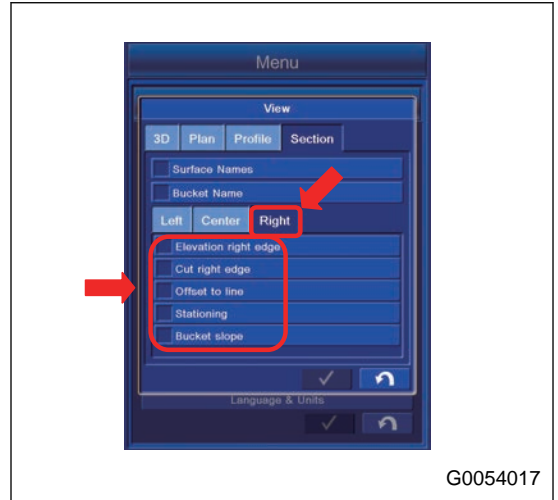 Menu
View
3D Plan Profile Section
Surface Names
Bucket Name
Left Center Right
Elevation right edge
Cut right edge
Offset to line
Stationing
Bucket slope
Language & Units
G0054017